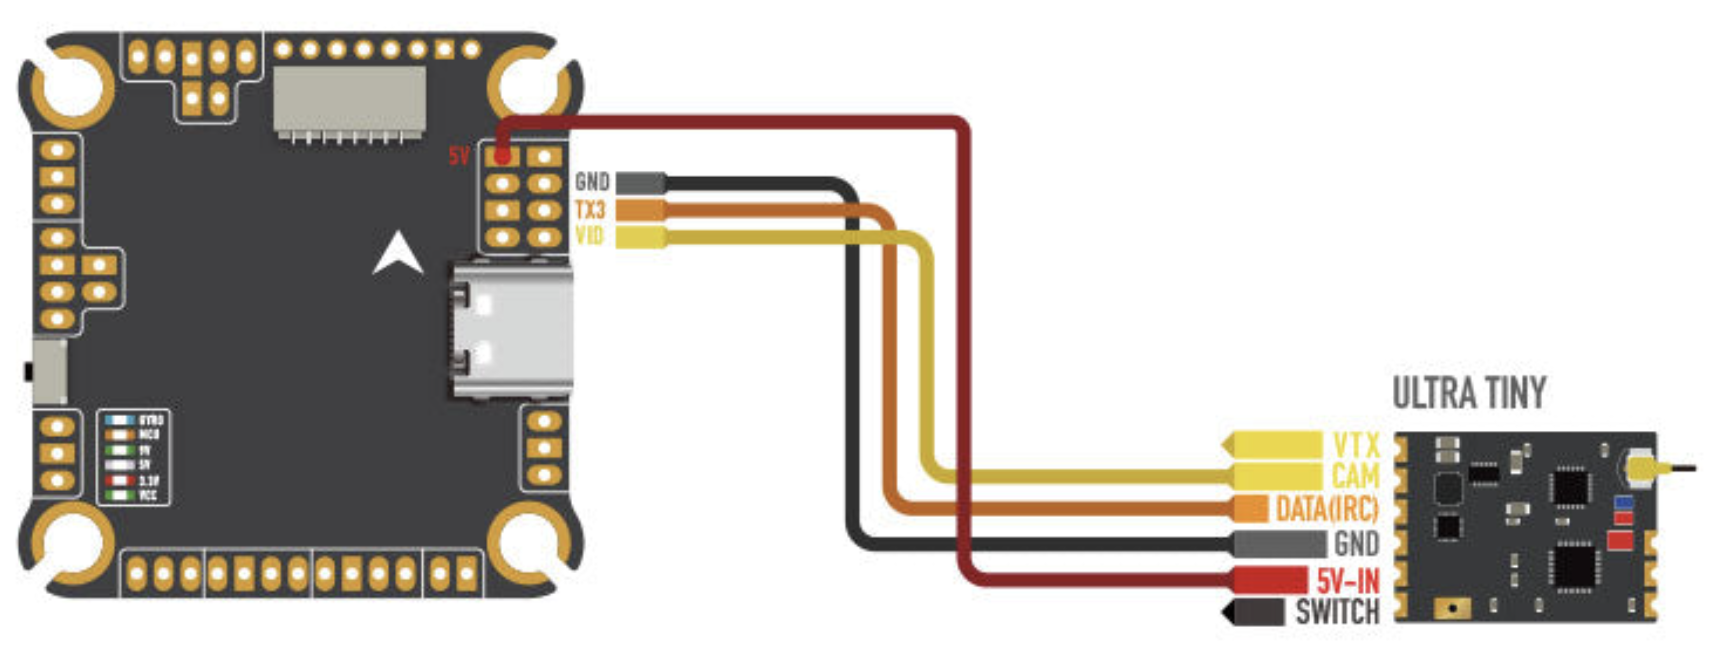 5V
GND
TX3
VID
ULTRA TINY
VTX
CAM
DATA(IRC)
GND
5V-IN
SWITCH
GYRO
MCU
9V
5V
3.3V
VCC